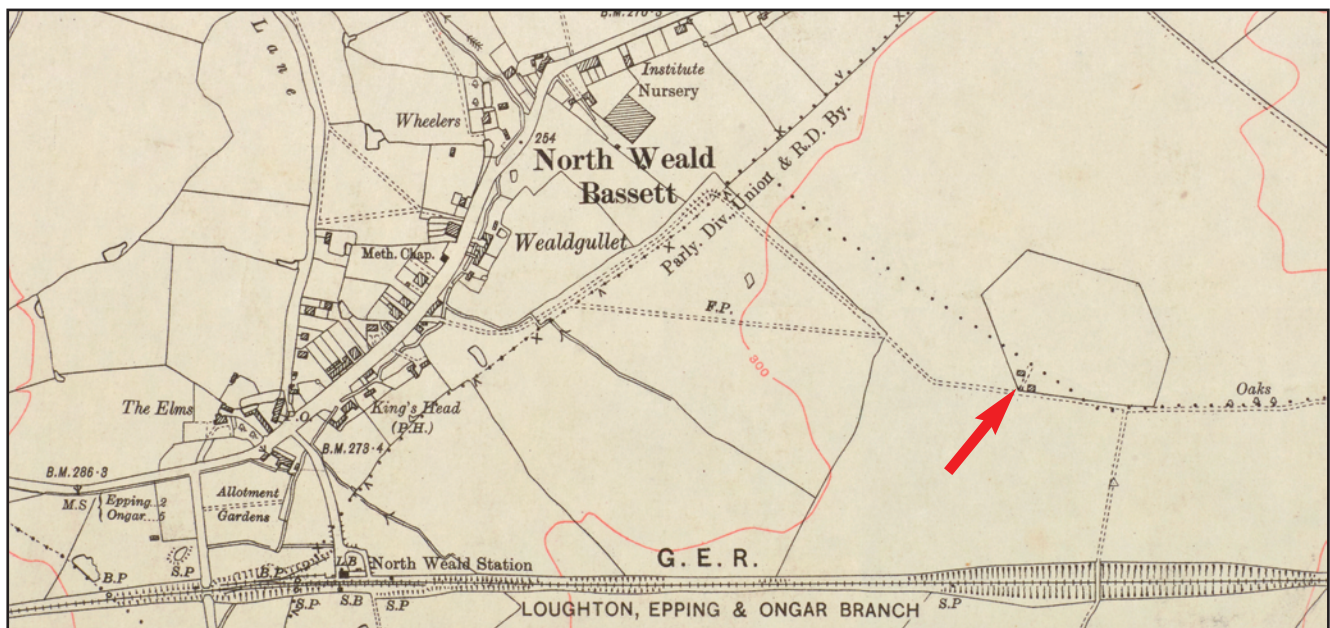 Lane
B.M. 270·3
Institute
Nursery
Wheelers
254
North Weald
Bassett
Parly. Div. Union & R.D. By.
Wealdgullet
Meth. Chap.
F.P.
300
The Elms
King's Head
(P.H.)
Oaks
B.M. 273·4
B.M. 286·3
M.S
Epping...2
Ongar....5
Allotment
Gardens
B.P
S.P
B.P
L.B
North Weald Station
G. E. R.
S.P
S.B
S.P
S.P
LOUGHTON, EPPING & ONGAR BRANCH